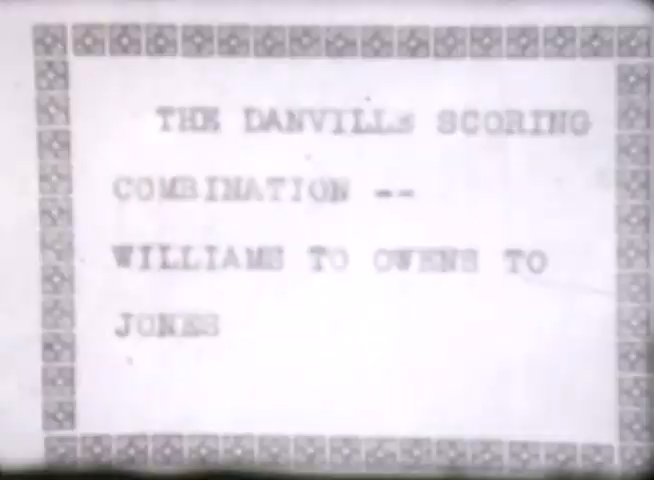 THE DANVILLE SCORING
COMBINATION --
WILLIAMS TO OWENS TO
JONES